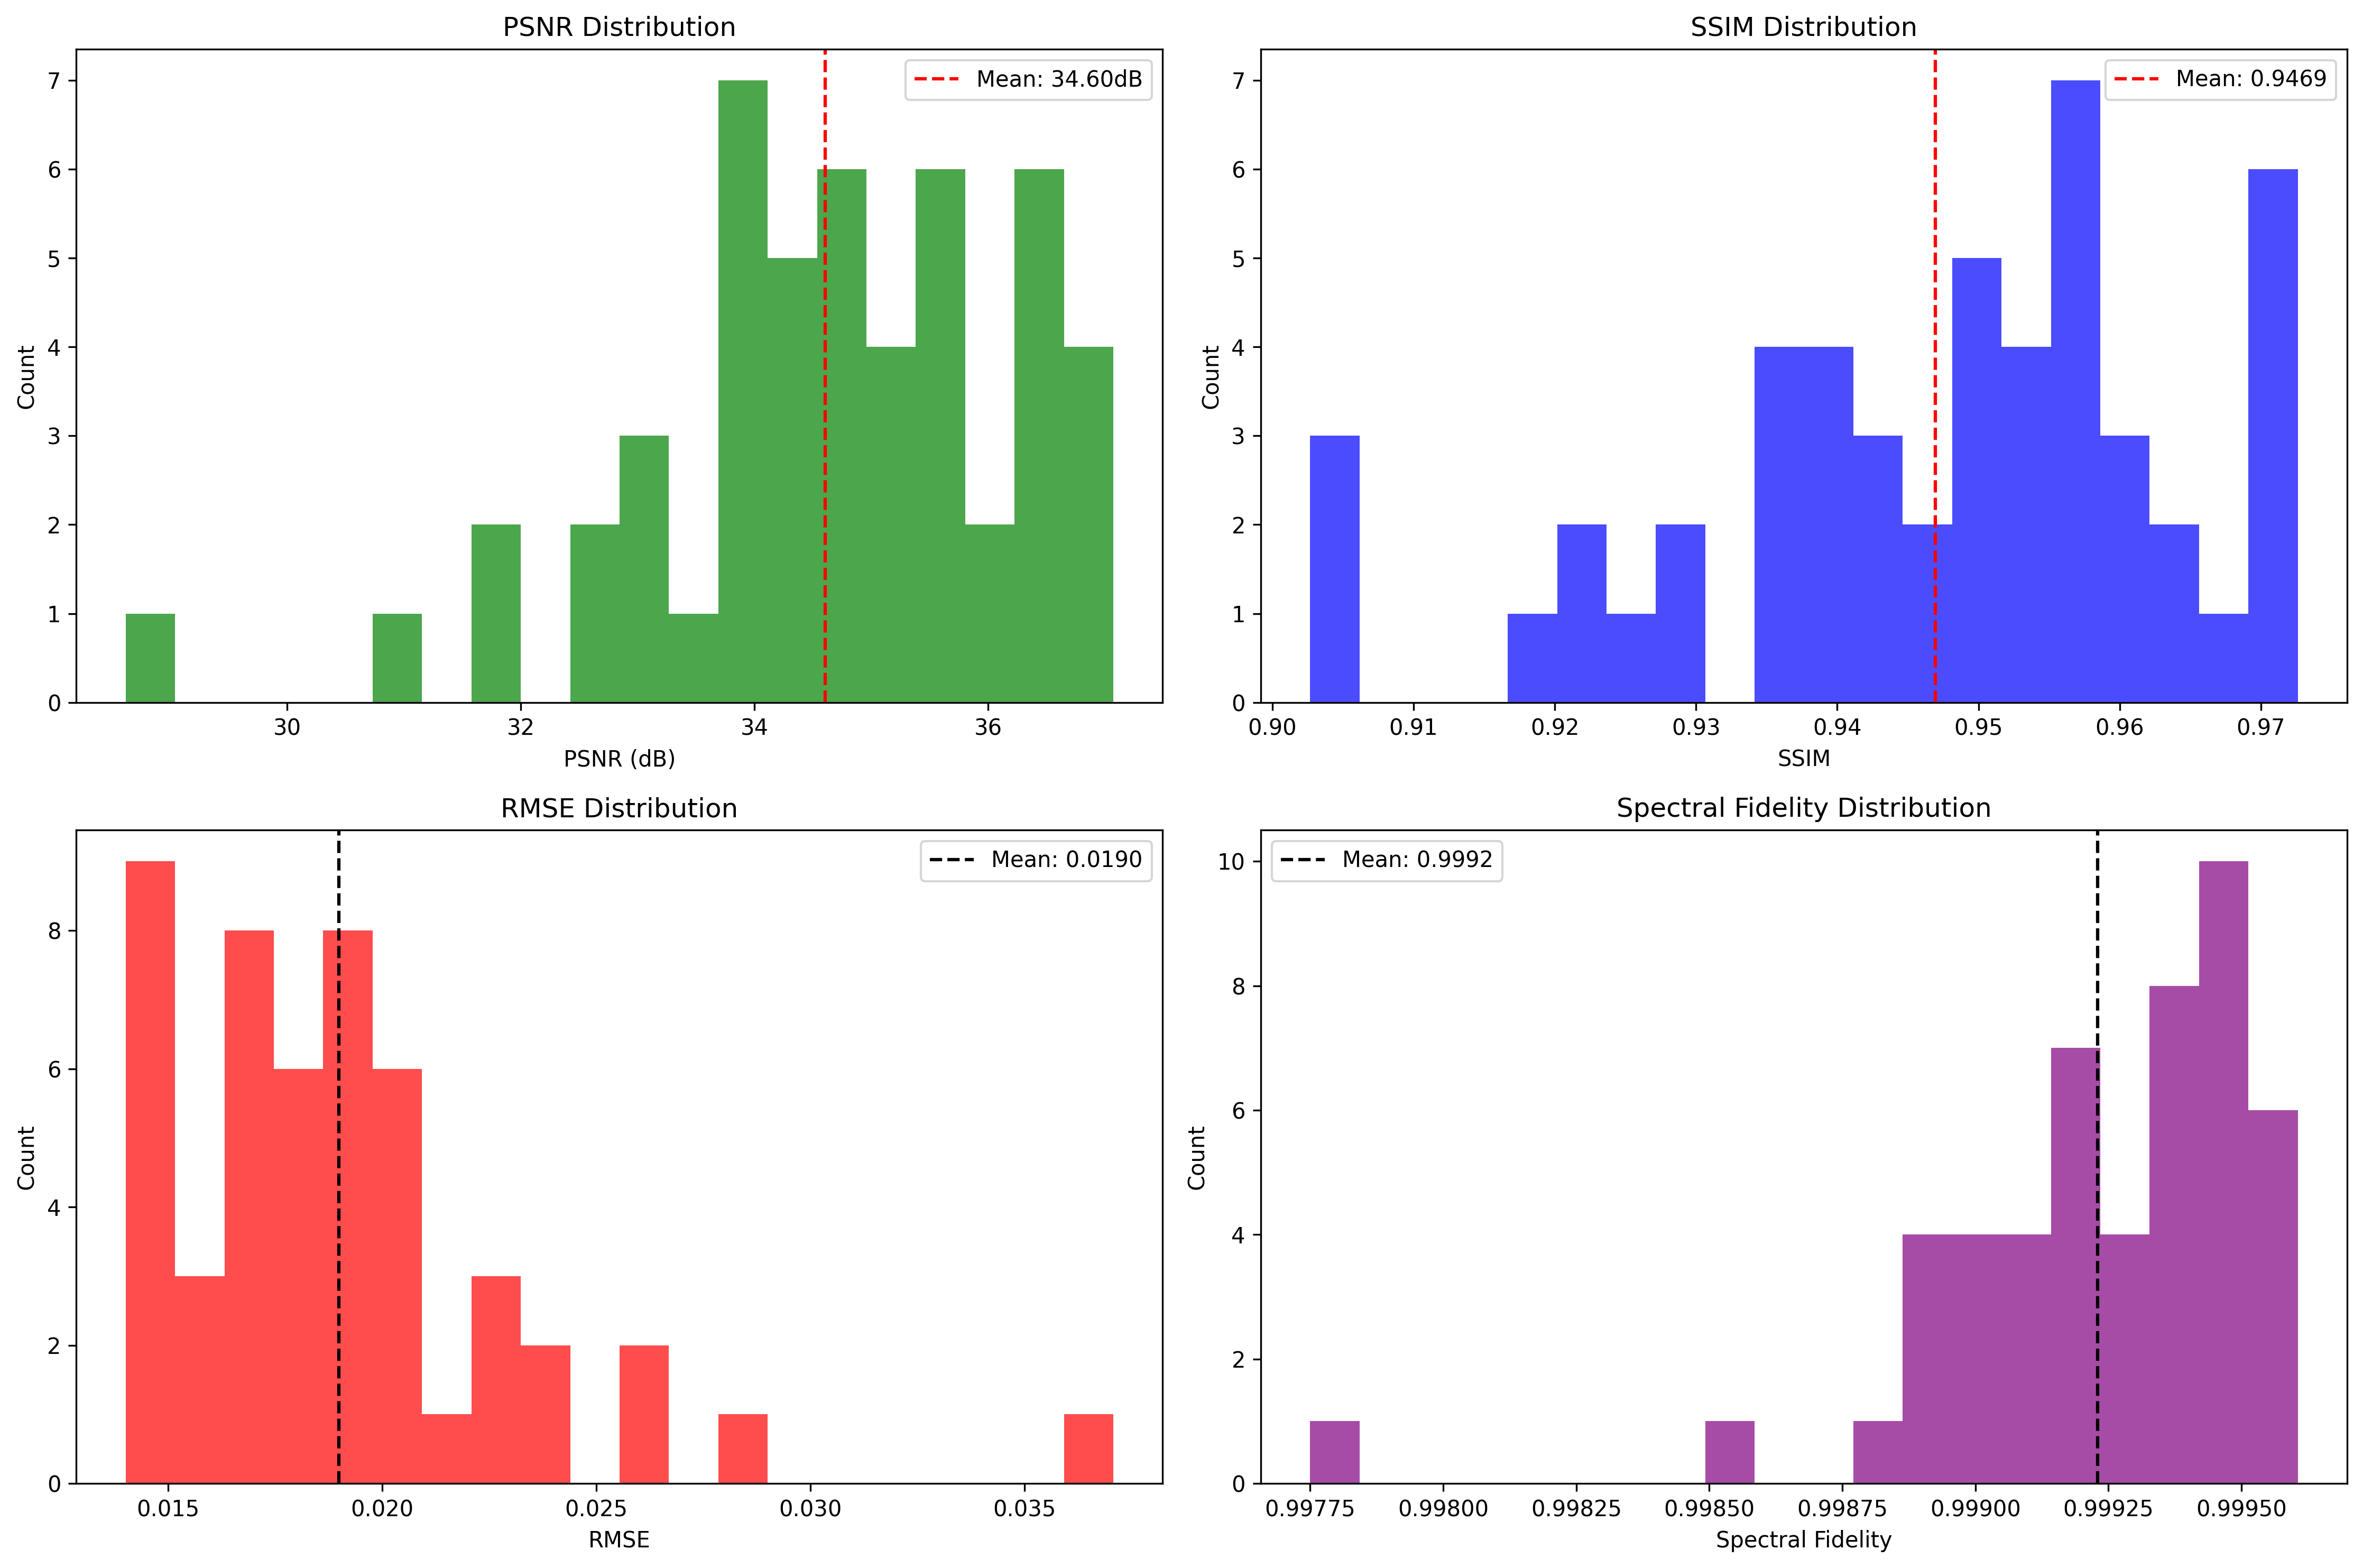 PSNR Distribution
7
6
5
4
3
2
1
0
Count
Mean: 34.60dB
30 32 34 36
PSNR (dB)
SSIM Distribution
7
6
5
4
3
2
1
0
Count
Mean: 0.9469
0.90 0.91 0.92 0.93 0.94 0.95 0.96 0.97
SSIM
RMSE Distribution
8
6
4
2
0
Count
Mean: 0.0190
0.015 0.020 0.025 0.030 0.035
RMSE
Spectral Fidelity Distribution
10
8
6
4
2
0
Count
Mean: 0.9992
0.99775 0.99800 0.99825 0.99850 0.99875 0.99900 0.99925 0.99950
Spectral Fidelity